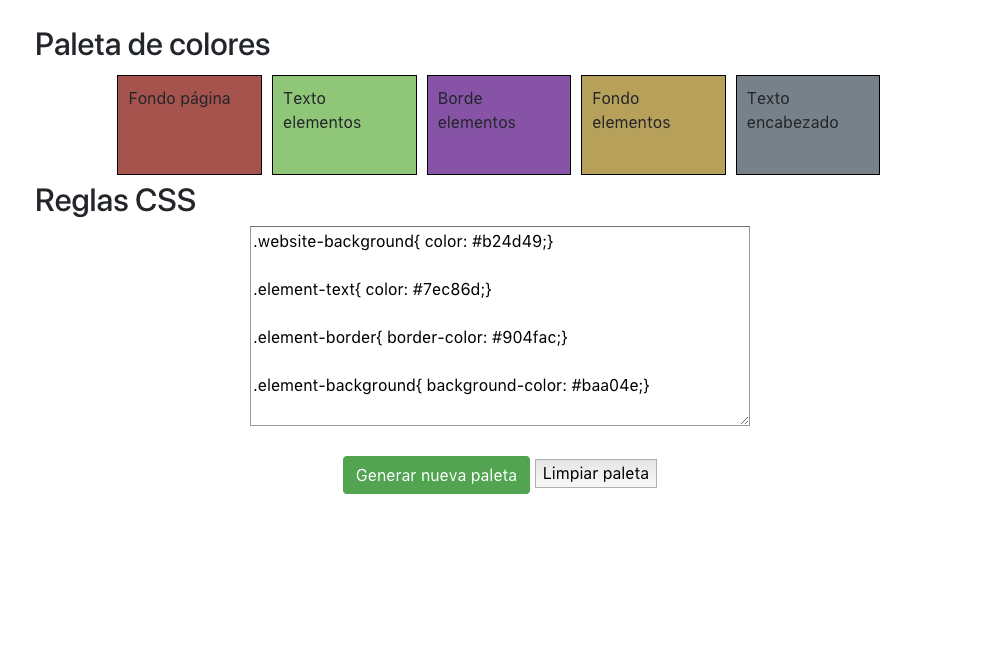 Paleta de colores
Fondo página
Texto
elementos
Borde
elementos
Fondo
elementos
Texto
encabezado
Reglas CSS
.website-background{ color: #b24d49;}
.element-text{ color: #7ec86d;}
.element-border{ border-color: #904fac;}
.element-background{ background-color: #baa04e;}
Generar nueva paleta
Limpiar paleta